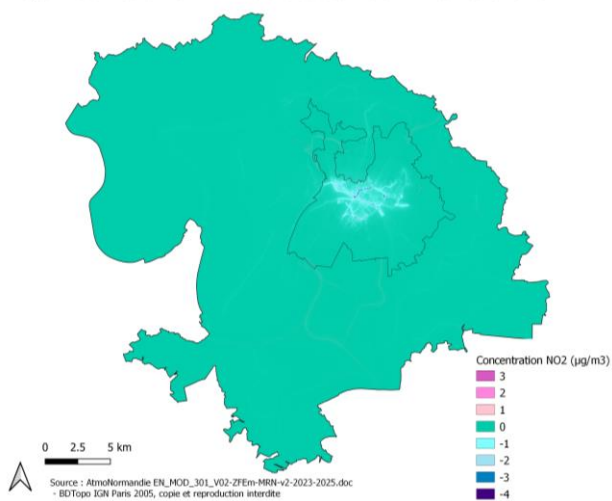 Concentration NO2 (µg/m3)
3
2
1
0
-1
-2
-3
-4
0 2.5 5 km
Source : AtmoNormandie EN_MOD_301_V02-ZFEm-MRN-v2-2023-2025.doc
- BDTopo IGN Paris 2005, copie et reproduction interdite